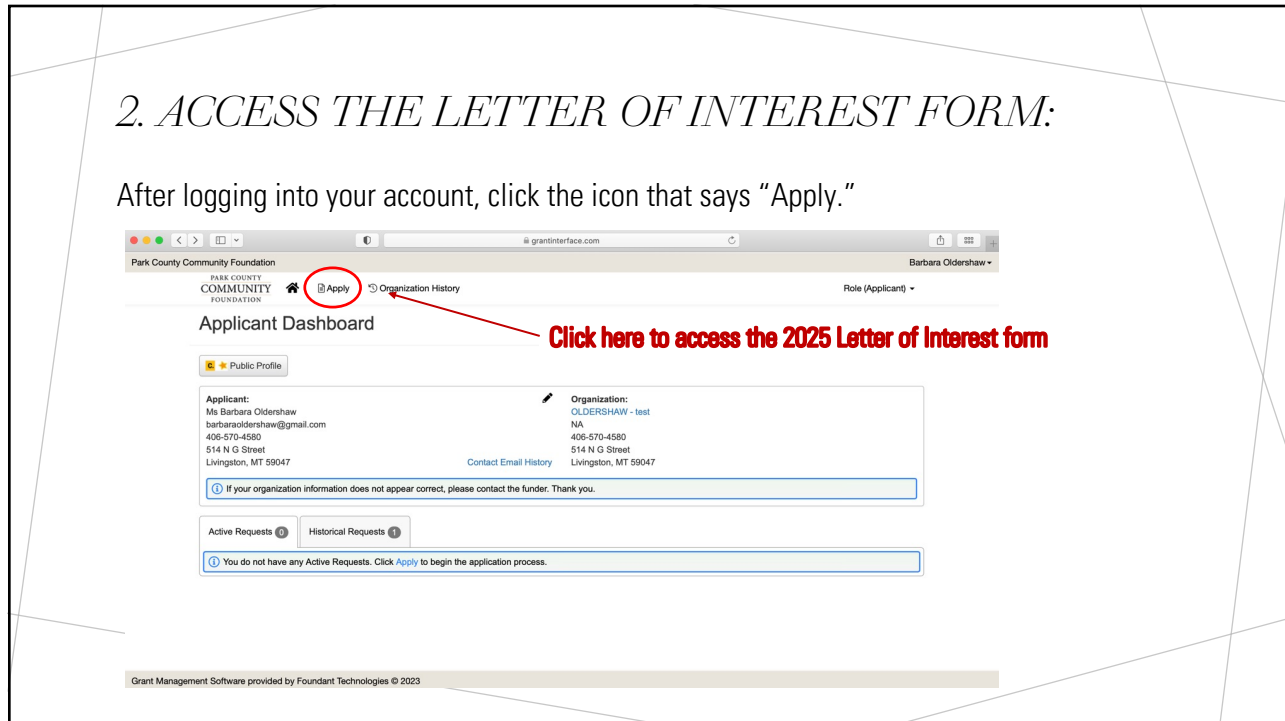 2. ACCESS THE LETTER OF INTEREST FORM:
After logging into your account, click the icon that says “Apply.”
grantinterface.com
Park County Community Foundation
Barbara Oldershaw
PARK COUNTY
COMMUNITY
FOUNDATION
Apply
Organization History
Role (Applicant)
Applicant Dashboard
Click here to access the 2025 Letter of Interest form
C. Public Profile
Applicant:
Ms Barbara Oldershaw
barbaraoldershaw@gmail.com
406-570-4580
514 N G Street
Livingston, MT 59047
Contact Email History
Organization:
OLDERSHAW - test
NA
406-570-4580
514 N G Street
Livingston, MT 59047
If your organization information does not appear correct, please contact the funder. Thank you.
Active Requests 0
Historical Requests 1
You do not have any Active Requests. Click Apply to begin the application process.
Grant Management Software provided by Foundant Technologies © 2023